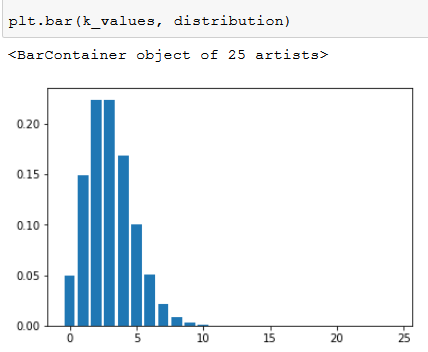 plt.bar(k_values, distribution)
<BarContainer object of 25 artists>
0.20
0.15
0.10
0.05
0.00
0 5 10 15 20 25